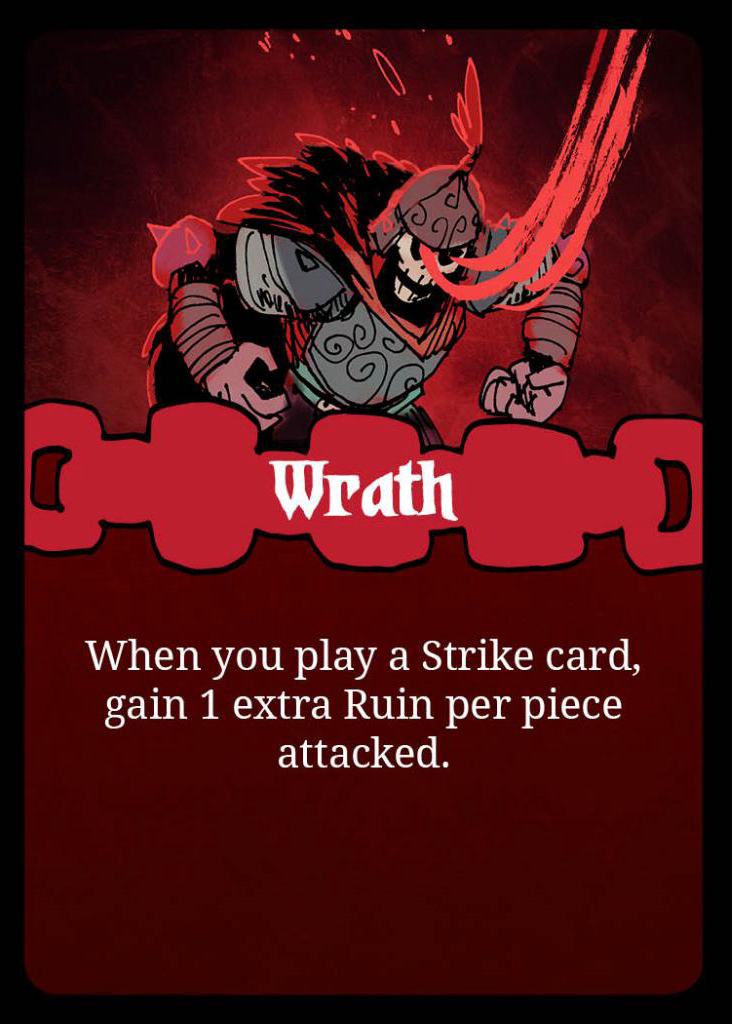 Wrath
When you play a Strike card,
gain 1 extra Ruin per piece
attacked.